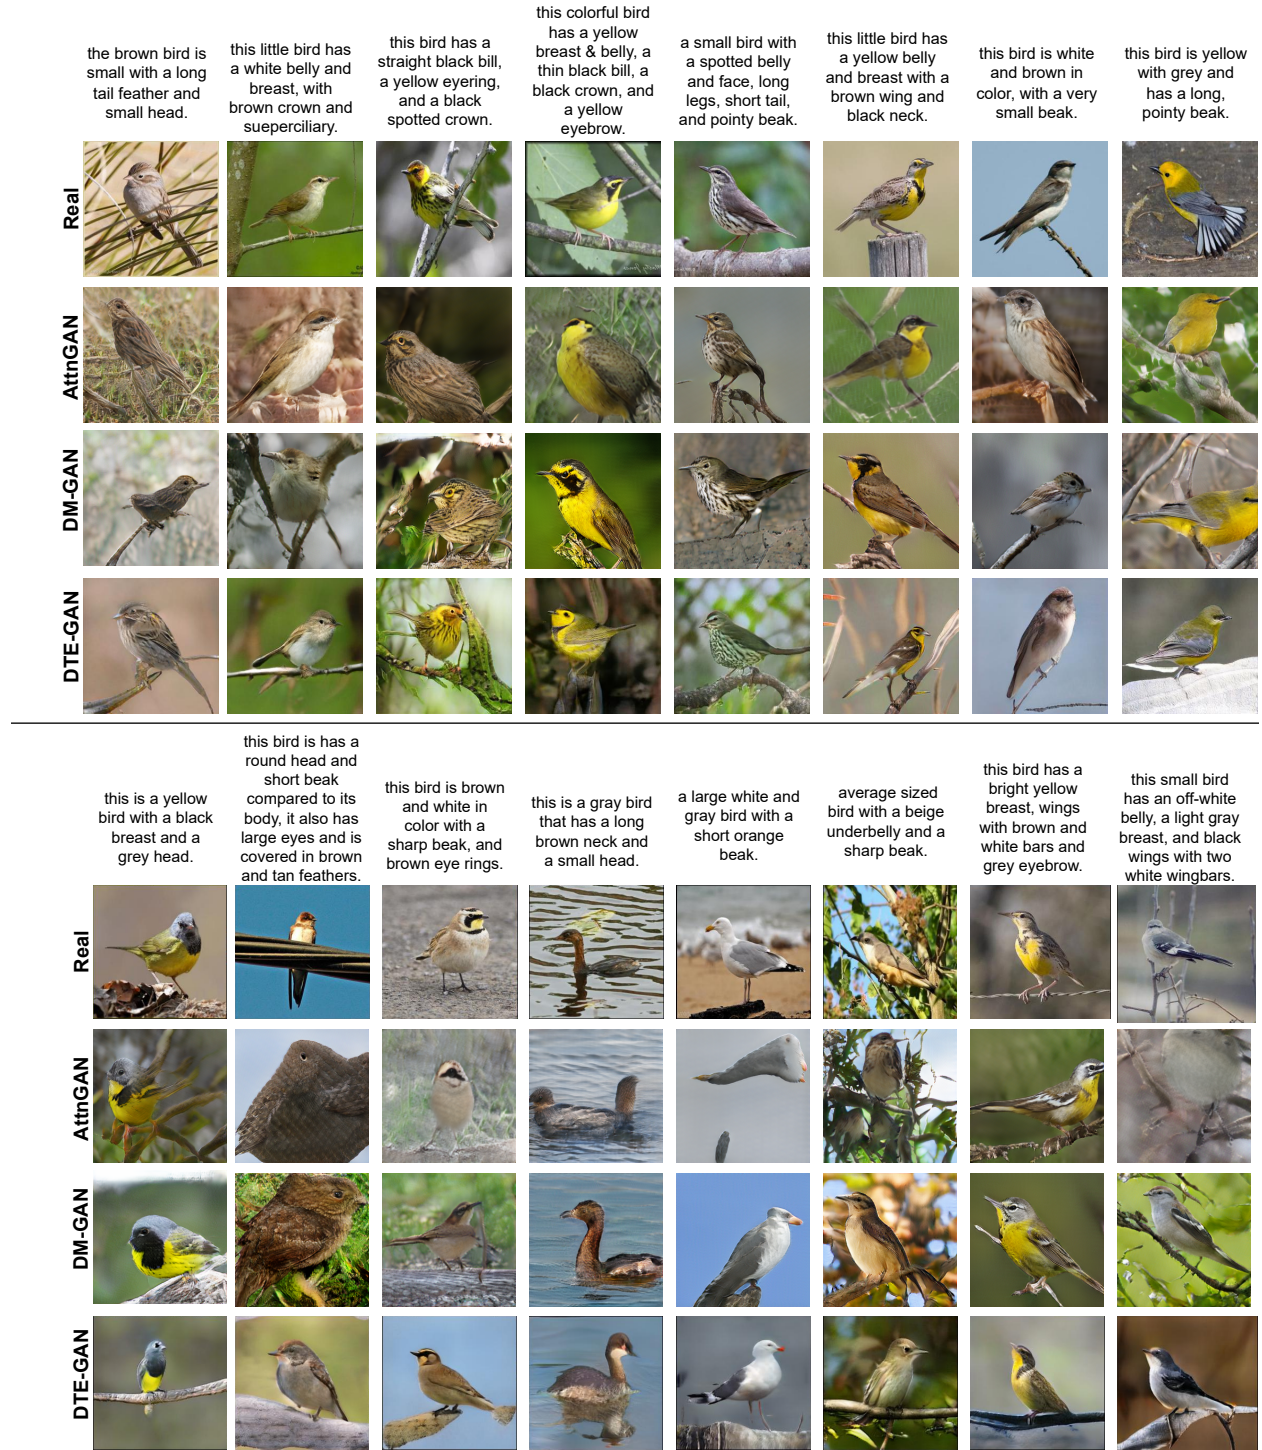 the brown bird is
small with a long
tail feather and
small head.
this little bird has
a white belly and
breast, with
brown crown and
sueperciliary.
this bird has a
straight black bill,
a yellow eyering,
and a black
spotted crown.
this colorful bird
has a yellow
breast & belly, a
thin black bill, a
black crown, and
a yellow
eyebrow.
a small bird with
a spotted belly
and face, long
legs, short tail,
and pointy beak.
this little bird has
a yellow belly
and breast with a
brown wing and
black neck.
this bird is white
and brown in
color, with a very
small beak.
this bird is yellow
with grey and
has a long,
pointy beak.
Real
AttnGAN
DM-GAN
DTE-GAN
this is a yellow
bird with a black
breast and a
grey head.
this bird is has a
round head and
short beak
compared to its
body, it also has
large eyes and is
covered in brown
and tan feathers.
this bird is brown
and white in
color with a
sharp beak, and
brown eye rings.
this is a gray bird
that has a long
brown neck and
a small head.
a large white and
gray bird with a
short orange
beak.
average sized
bird with a beige
underbelly and a
sharp beak.
this bird has a
bright yellow
breast, wings
with brown and
white bars and
grey eyebrow.
this small bird
has an off-white
belly, a light gray
breast, and black
wings with two
white wingbars.
Real
AttnGAN
DM-GAN
DTE-GAN